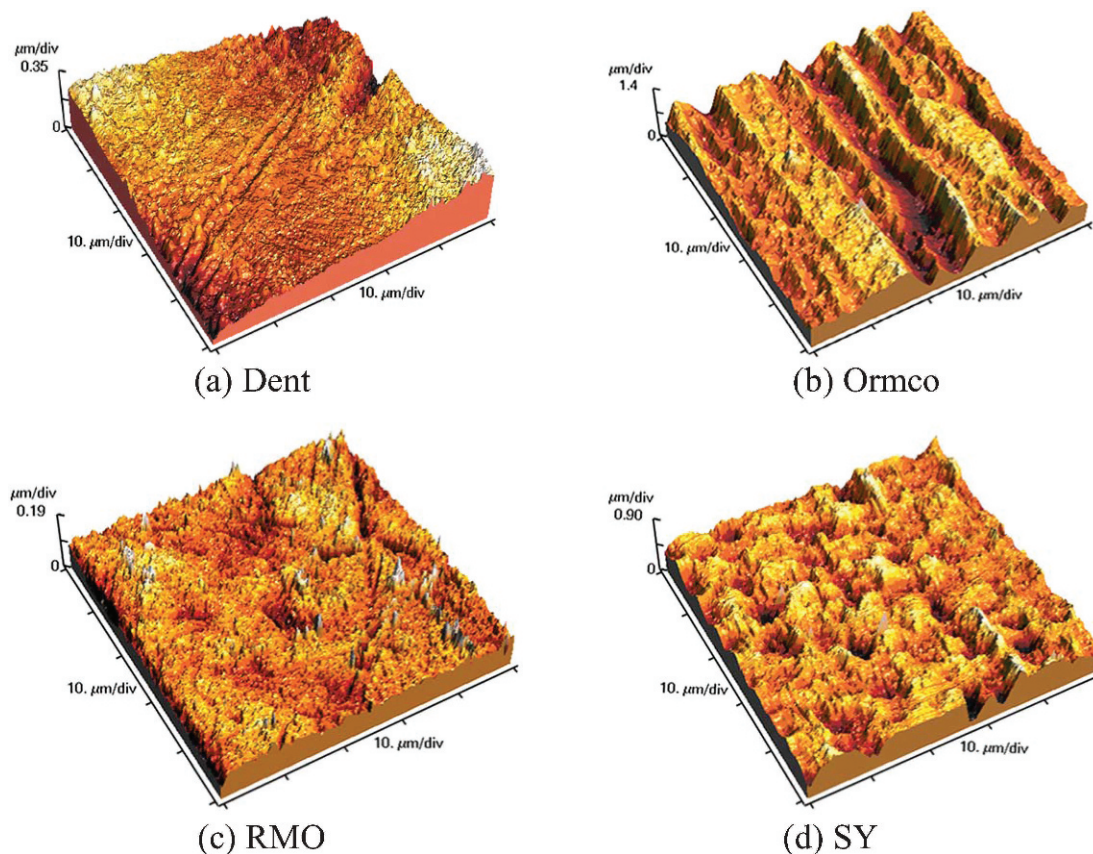 μm/div
0.35
0
10. μm/div
10. μm/div
(a) Dent
μm/div
1.4
0
10. μm/div
10. μm/div
(b) Ormco
μm/div
0.19
0
10. μm/div
10. μm/div
(c) RMO
μm/div
0.90
0
10. μm/div
10. μm/div
(d) SY